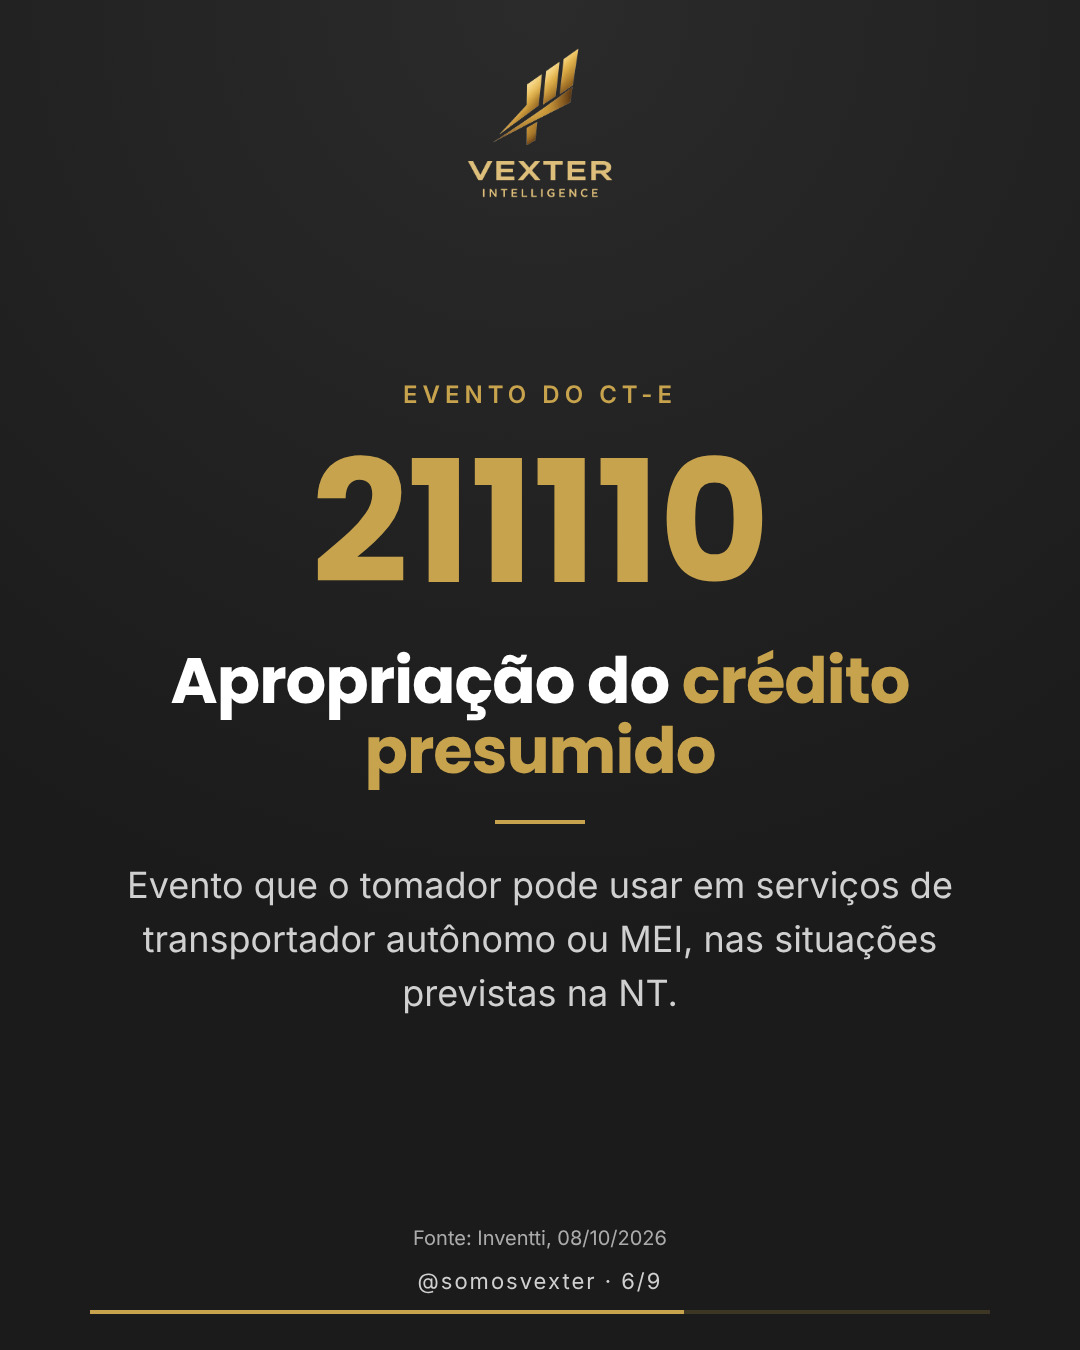 VEXTER
INTELLIGENCE
EVENTO DO CT-E
211110
Apropriação do crédito
presumido
Evento que o tomador pode usar em serviços de
transportador autônomo ou MEI, nas situações
previstas na NT.
Fonte: Inventti, 08/10/2026
@somosvexter · 6/9